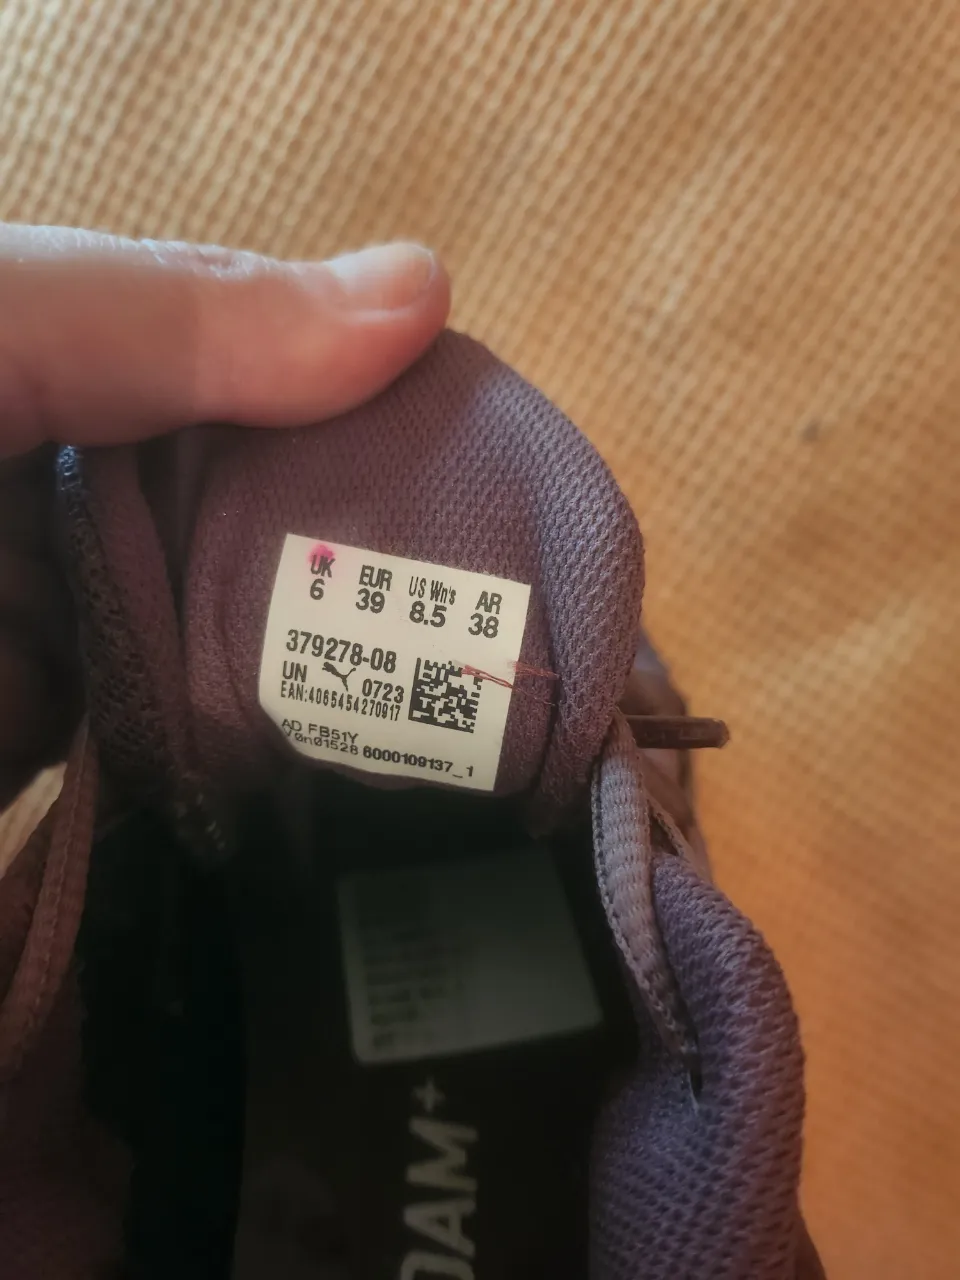 UK EUR US Wn's AR
6 39 8.5 38
379278-08
UN 0723
EAN:4065454270917
AD FB51Y
6000109137_1
OAM+